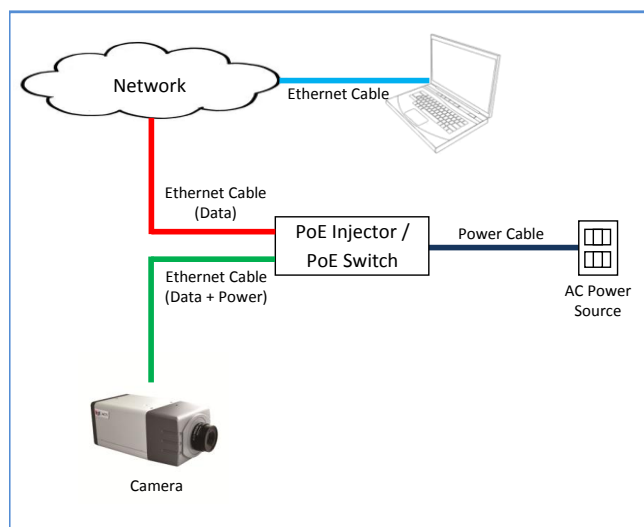 Network
Ethernet Cable
Ethernet Cable
(Data)
PoE Injector /
PoE Switch
Power Cable
Ethernet Cable
(Data + Power)
AC Power
Source
Camera